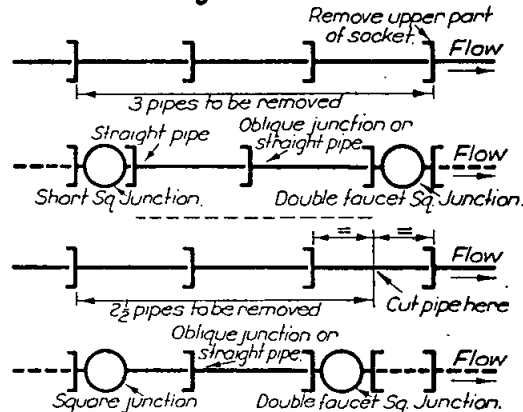 Remove upper part
of socket.
Flow
3 pipes to be removed
Straight pipe
Oblique junction or
straight pipe
Flow
Short Sq Junction.
Double faucet Sq. Junction.
= =
Flow
2½ pipes to be removed
Cut pipe here
Oblique junction or
straight pipe.
Flow
Square junction
Double faucet Sq. Junction.